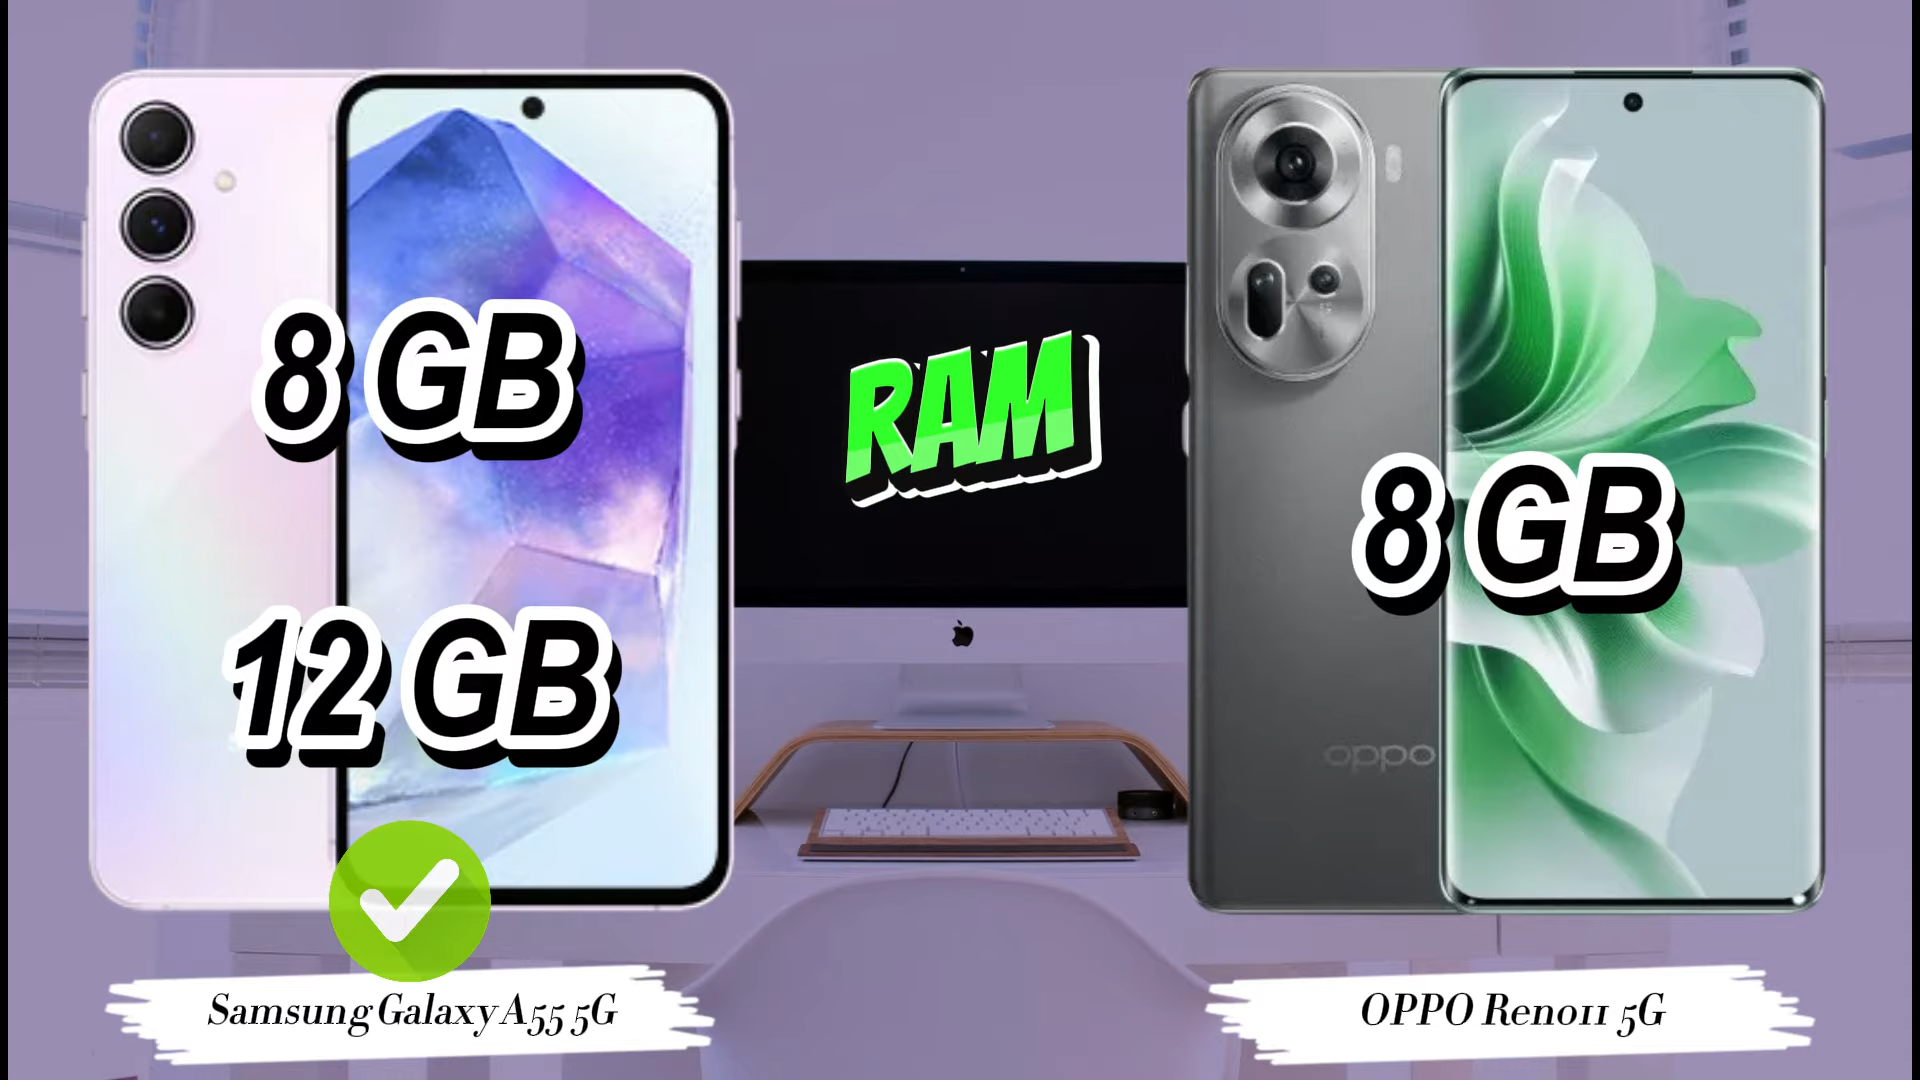 8 GB
12 GB
RAM
8 GB
oppo
Samsung Galaxy A55 5G
OPPO Reno11 5G